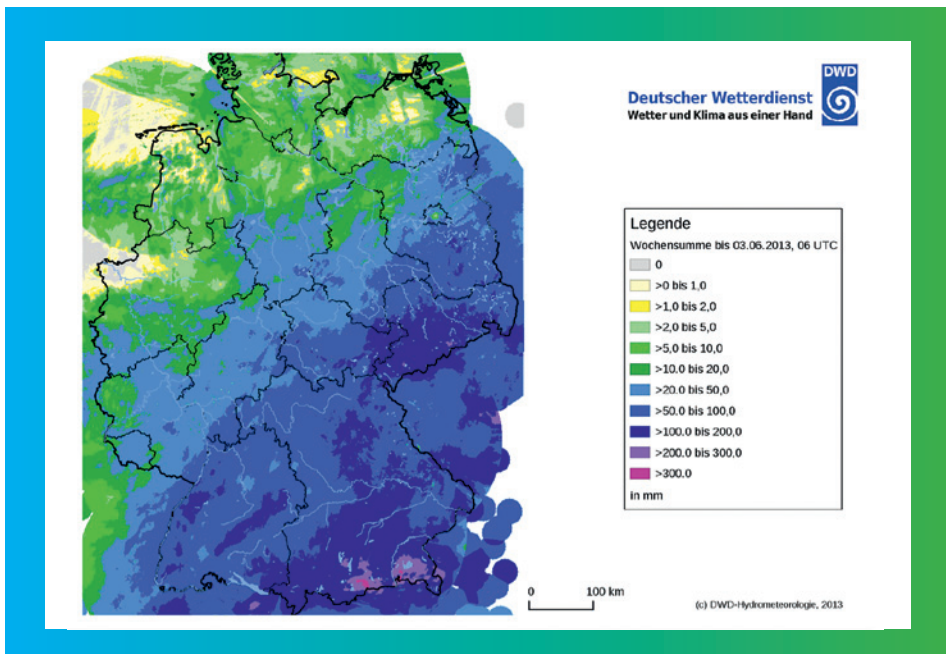 DWD
Deutscher Wetterdienst
Wetter und Klima aus einer Hand
Legende
Wochensumme bis 03.06.2013, 06 UTC
0
>0 bis 1,0
>1,0 bis 2,0
>2,0 bis 5,0
>5,0 bis 10,0
>10.0 bis 20,0
>20.0 bis 50,0
>50.0 bis 100,0
>100.0 bis 200,0
>200.0 bis 300,0
>300.0
in mm
0 100 km
(c) DWD-Hydrometeorologie, 2013